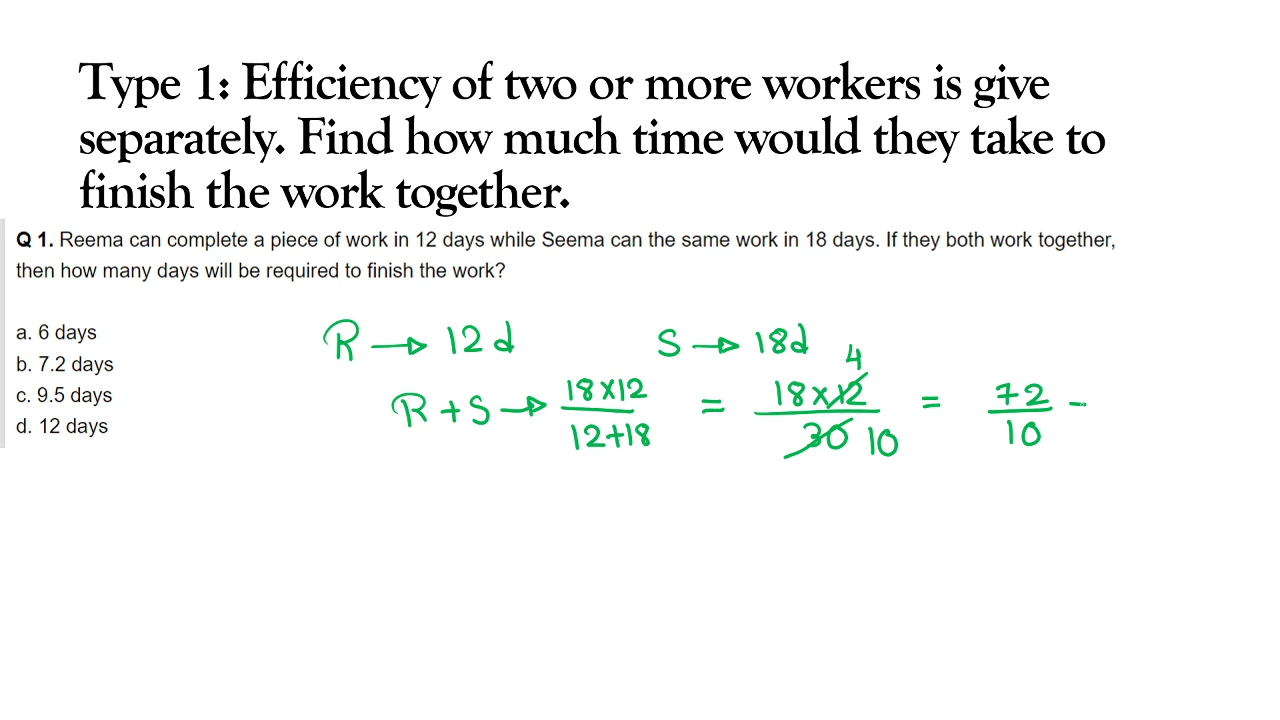 Type 1: Efficiency of two or more workers is give
separately. Find how much time would they take to
finish the work together.
Q 1. Reema can complete a piece of work in 12 days while Seema can the same work in 18 days. If they both work together,
then how many days will be required to finish the work?
a. 6 days
b. 7.2 days
c. 9.5 days
d. 12 days
R → 12 d S → 18d
4
R + S → 18×12 / 12+18 = 18×12 / 30 = 72 / 10 –
10